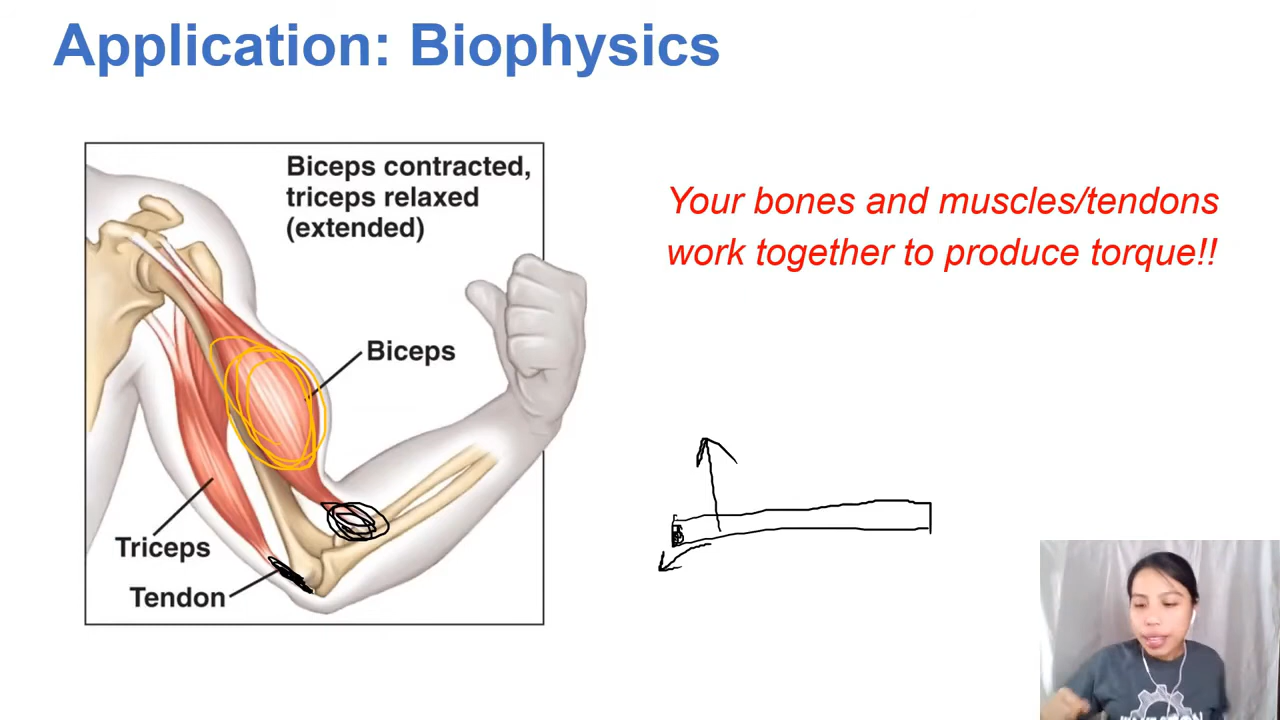 Application: Biophysics
Biceps contracted,
triceps relaxed
(extended)
Your bones and muscles/tendons
work together to produce torque!!
Biceps
Triceps
Tendon